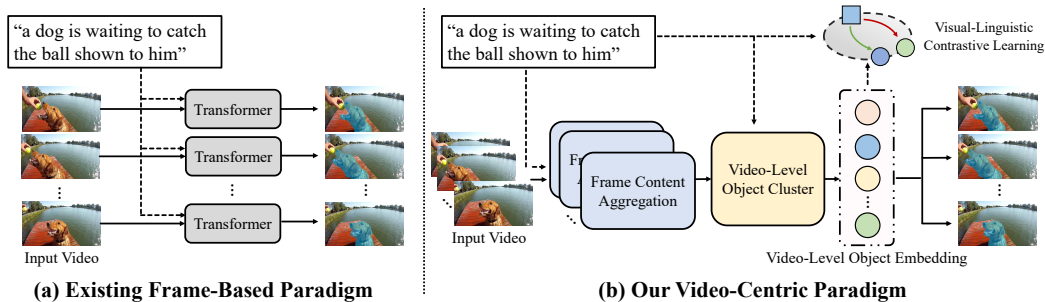 "a dog is waiting to catch
the ball shown to him"
Transformer
Transformer
Transformer
Input Video
(a) Existing Frame-Based Paradigm
"a dog is waiting to catch
the ball shown to him"
Visual-Linguistic
Contrastive Learning
Frame Content
Aggregation
Video-Level
Object Cluster
Input Video
Video-Level Object Embedding
(b) Our Video-Centric Paradigm